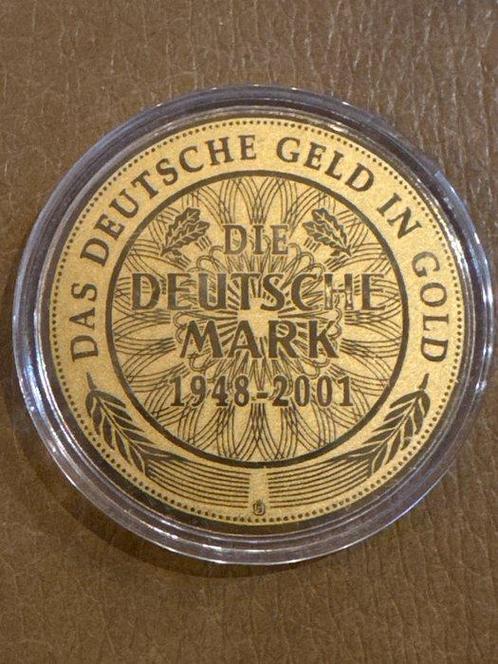 DAS DEUTSCHE GELD IN GOLD
DIE
DEUTSCHE
MARK
1948-2001